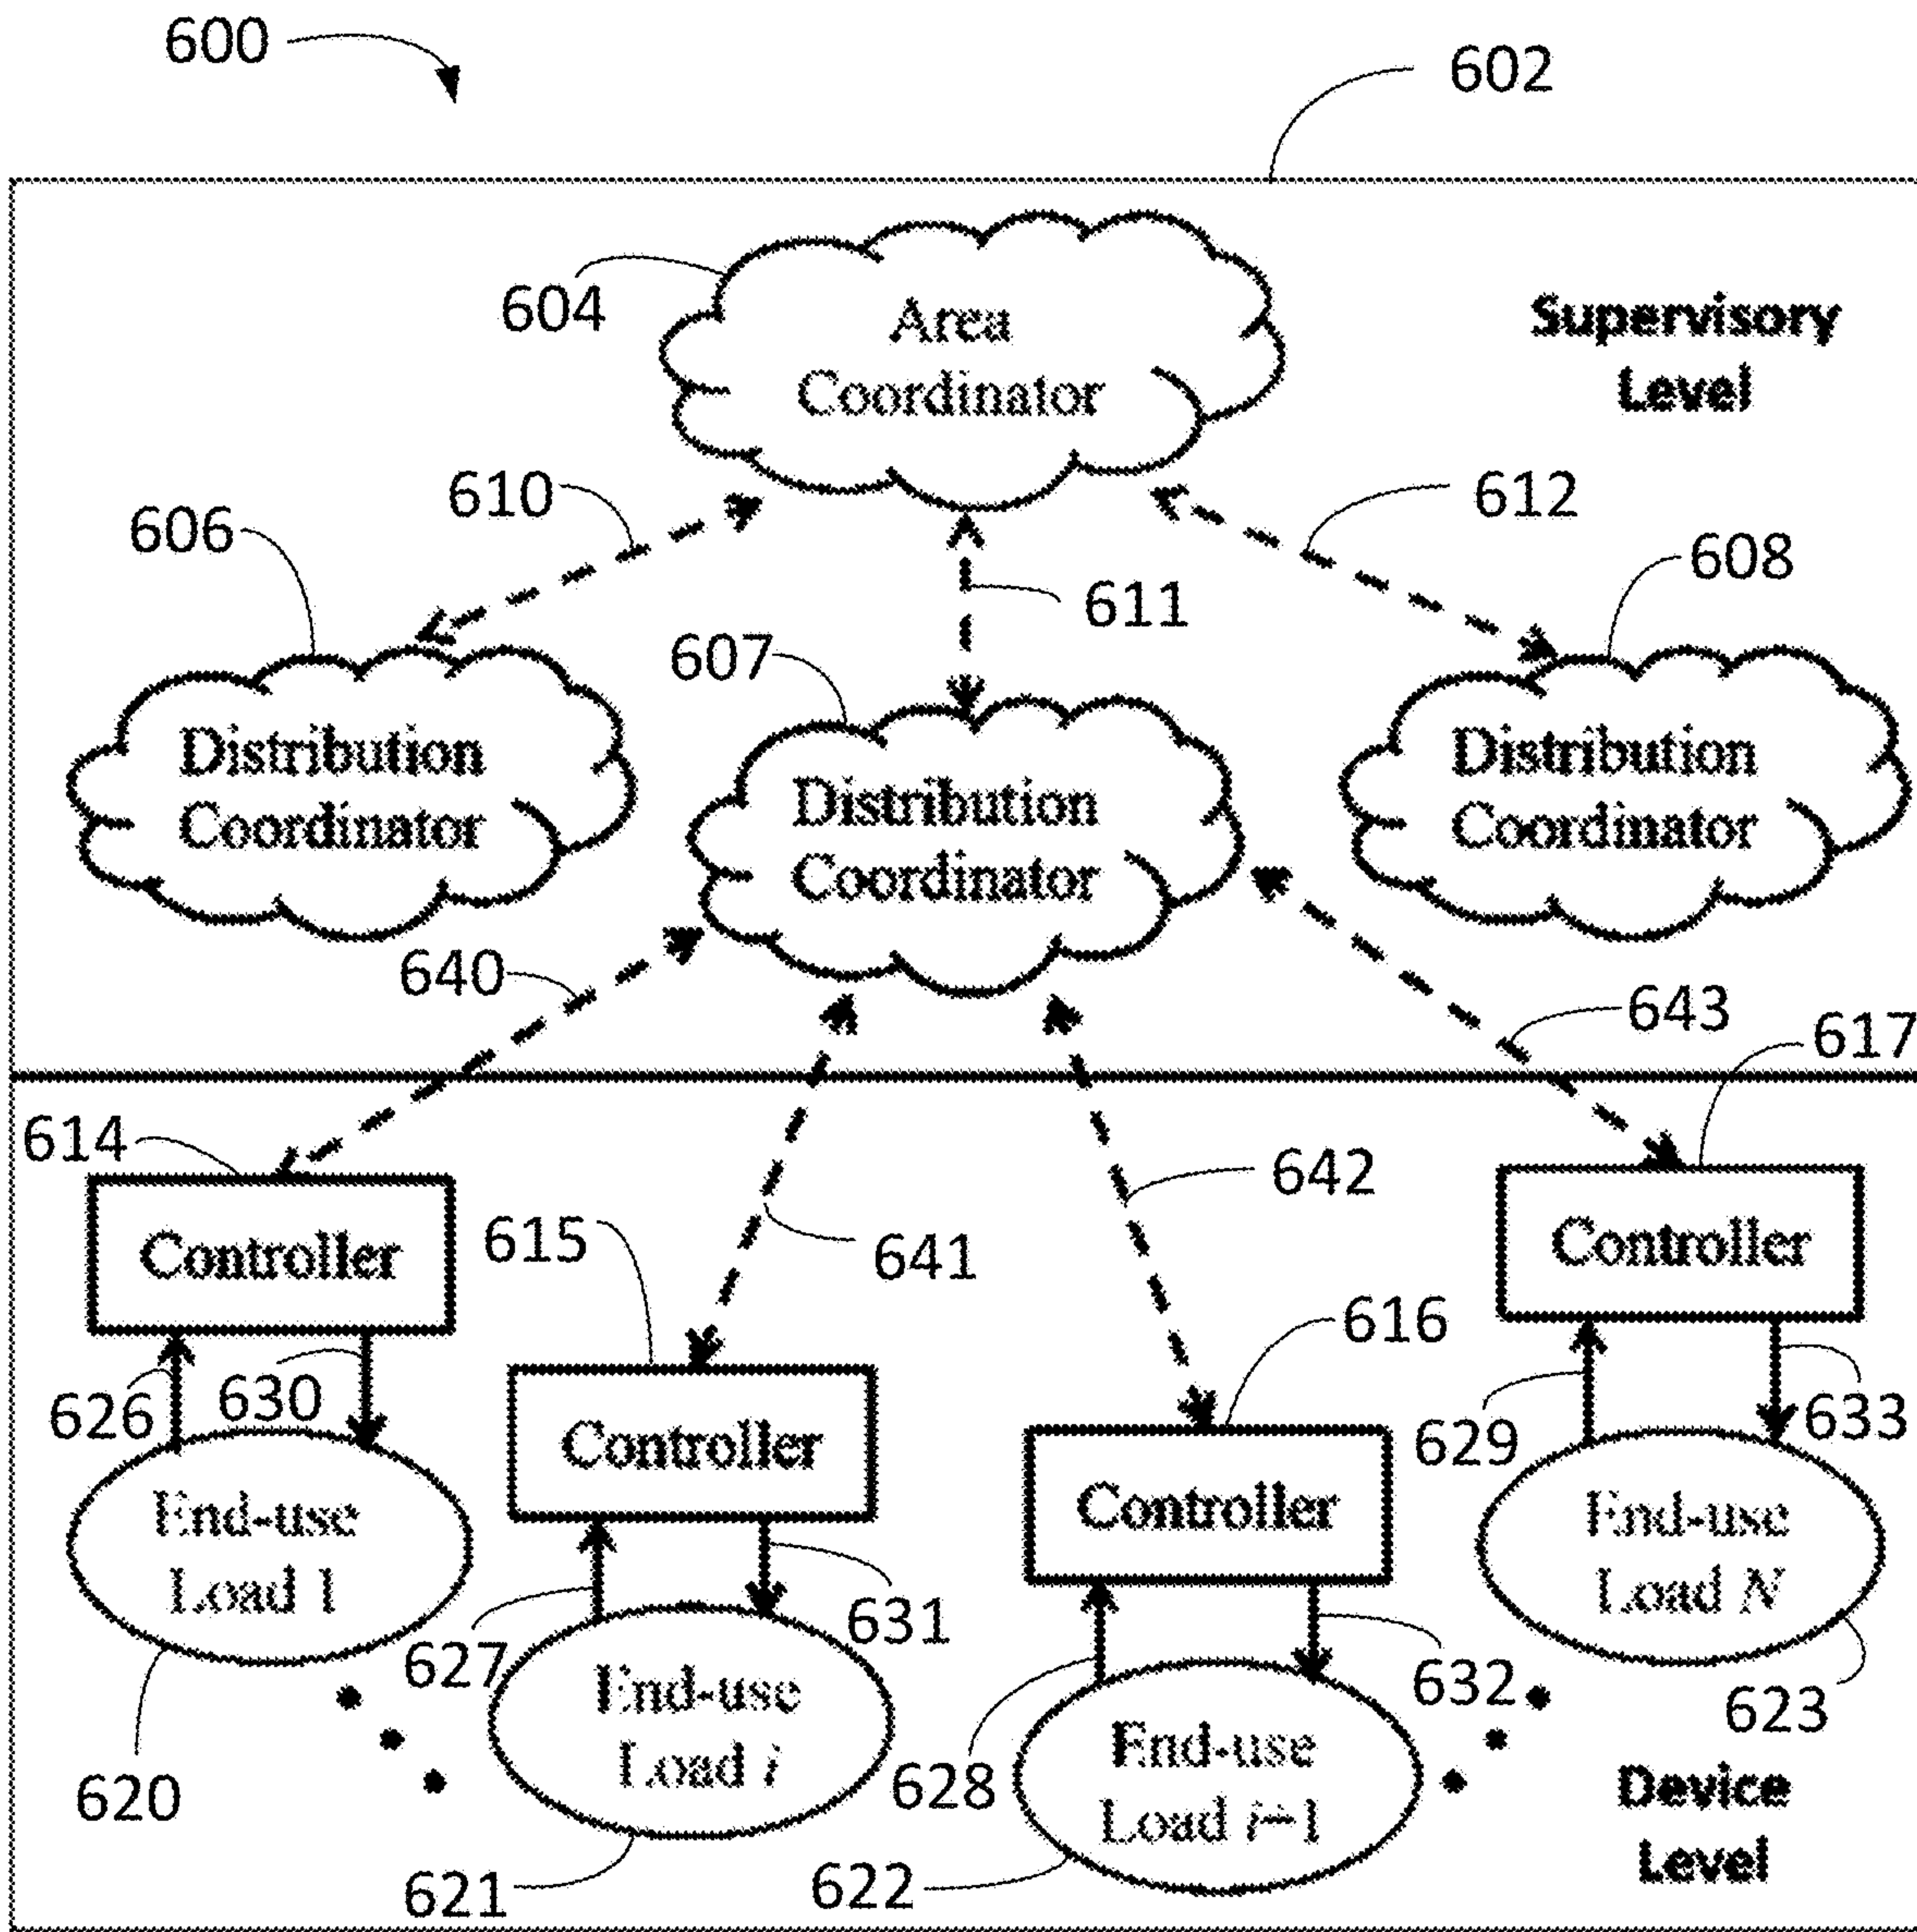 600
602
604
Area
Coordinator
Supervisory
Level
610
612
606
608
611
607
Distribution
Coordinator
Distribution
Coordinator
Distribution
Coordinator
640
643
617
614
642
Controller
615
641
Controller
616
626
630
Controller
629
633
Controller
End-use
Load 1
End-use
Load N
627
631
632
623
End-use
Load i
628
End-use
Load i+1
620
Device
Level
621
622